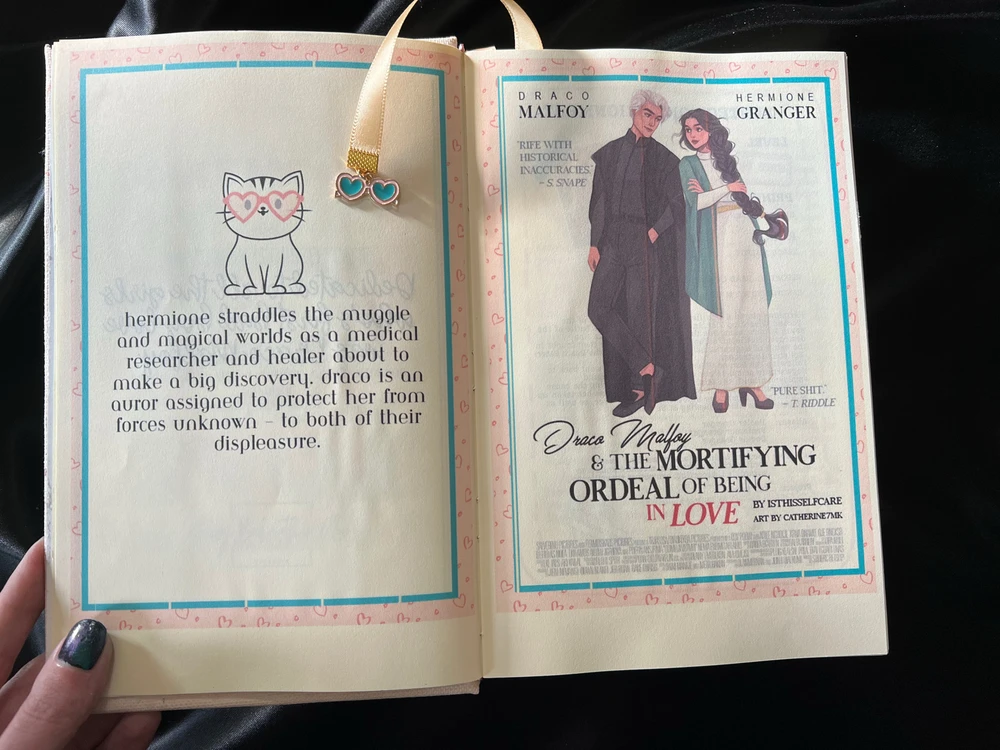 hermione straddles the muggle
and magical worlds as a medical
researcher and healer about to
make a big discovery. draco is an
auror assigned to protect her from
forces unknown - to both of their
displeasure.
DRACO
MALFOY
HERMIONE
GRANGER
"RIFE WITH
HISTORICAL
INACCURACIES."
- S. SNAPE
"PURE SHIT."
- T. RIDDLE
Draco Malfoy
& THE MORTIFYING
ORDEAL OF BEING
IN LOVE
BY ISTHISSELFCARE
ART BY CATHERINE7MK